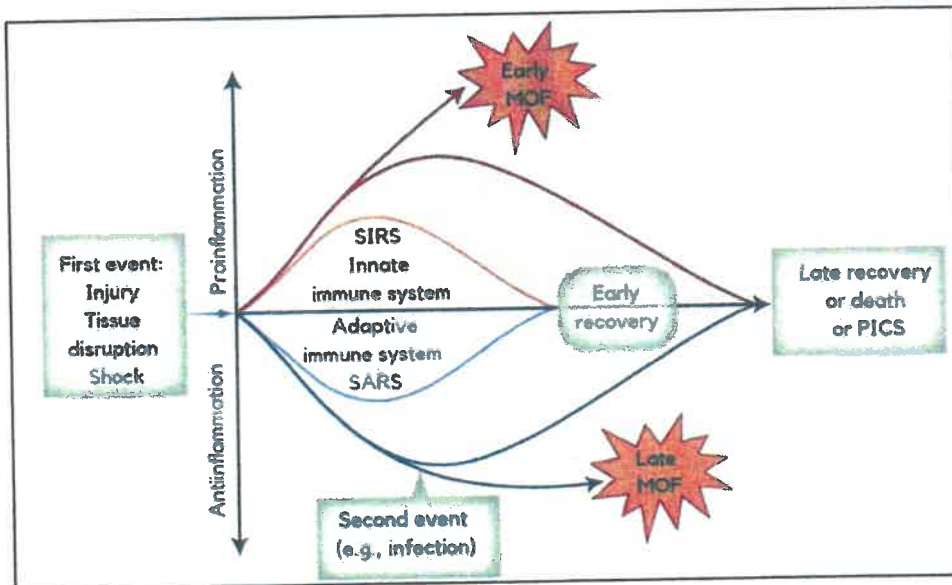 Early
MOF
Proinflammation
First event:
Injury
Tissue
disruption
Shock
SIRS
Innate
immune system
Early
recovery
Late recovery
or death
or PICS
Adaptive
immune system
SARS
Antiinflammation
Late
MOF
Second event
(e.g., infection)